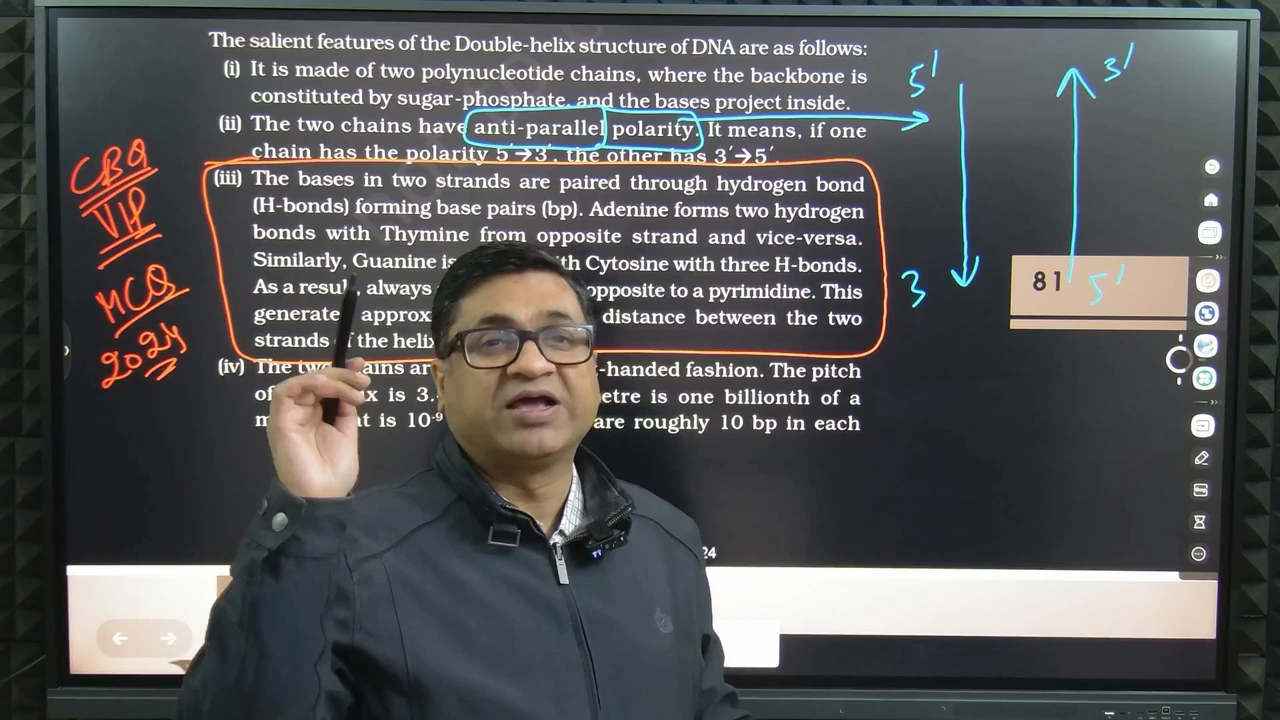 The salient features of the Double-helix structure of DNA are as follows:
(i) It is made of two polynucleotide chains, where the backbone is
constituted by sugar-phosphate, and the bases project inside.
(ii) The two chains have anti-parallel polarity. It means, if one
chain has the polarity 5′→3′, the other has 3′→5′.
(iii) The bases in two strands are paired through hydrogen bond
(H-bonds) forming base pairs (bp). Adenine forms two hydrogen
bonds with Thymine from opposite strand and vice-versa.
Similarly, Guanine is Cytosine with three H-bonds.
As a result, always opposite to a pyrimidine. This
generates distance between the two
strands of the helix
(iv) The two chains -handed fashion. The pitch
of is 3. is one billionth of a
is 10⁻⁹ are roughly 10 bp in each
CBQ
VIP
MCQ
2024
5′
3
3′
5′
81
24